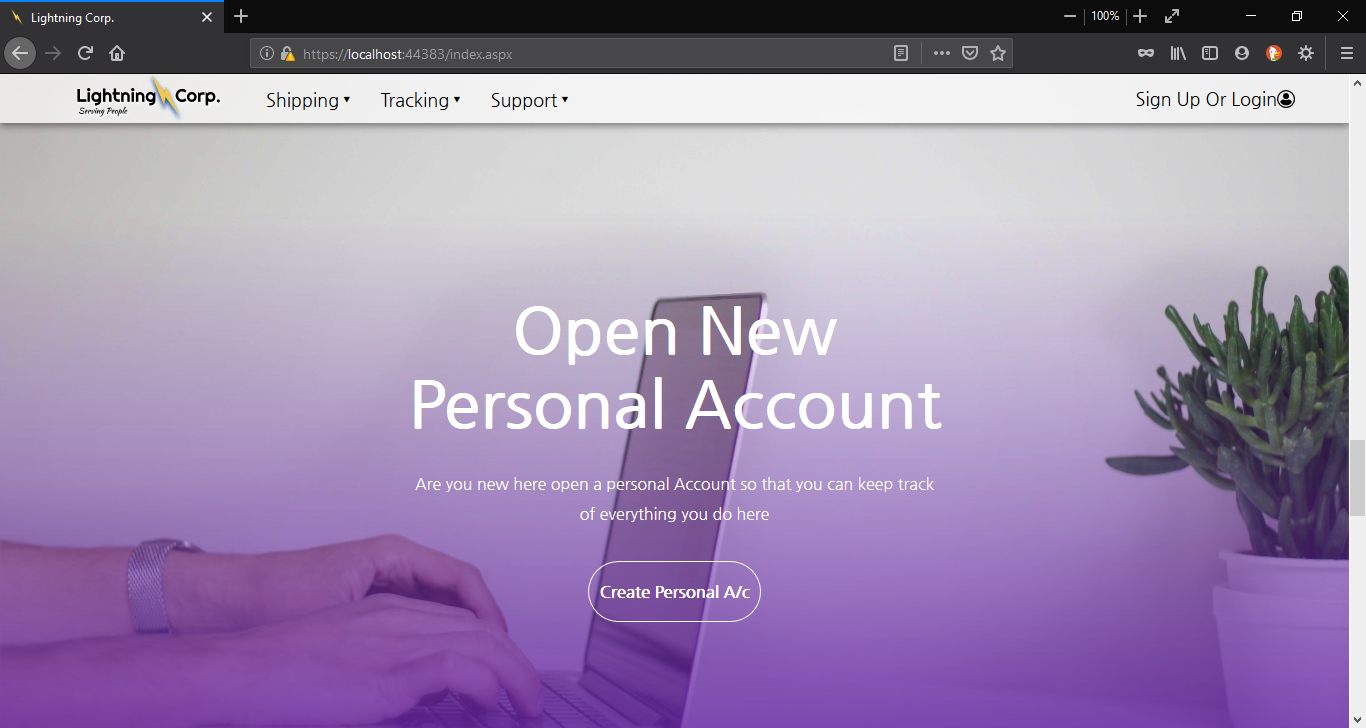 Lightning Corp.
100%
https://localhost:44383/index.aspx
Lightning Corp.
Serving People
Shipping ▾
Tracking ▾
Support ▾
Sign Up Or Login
Open New
Personal Account
Are you new here open a personal Account so that you can keep track
of everything you do here
Create Personal A/c